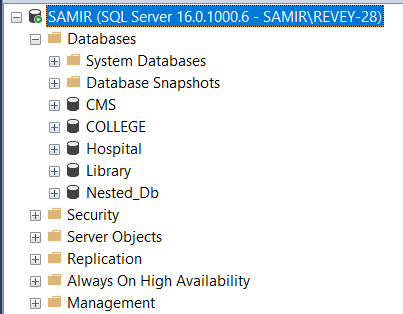 SAMIR (SQL Server 16.0.1000.6 - SAMIR\REVEY-28)
Databases
System Databases
Database Snapshots
CMS
COLLEGE
Hospital
Library
Nested_Db
Security
Server Objects
Replication
Always On High Availability
Management